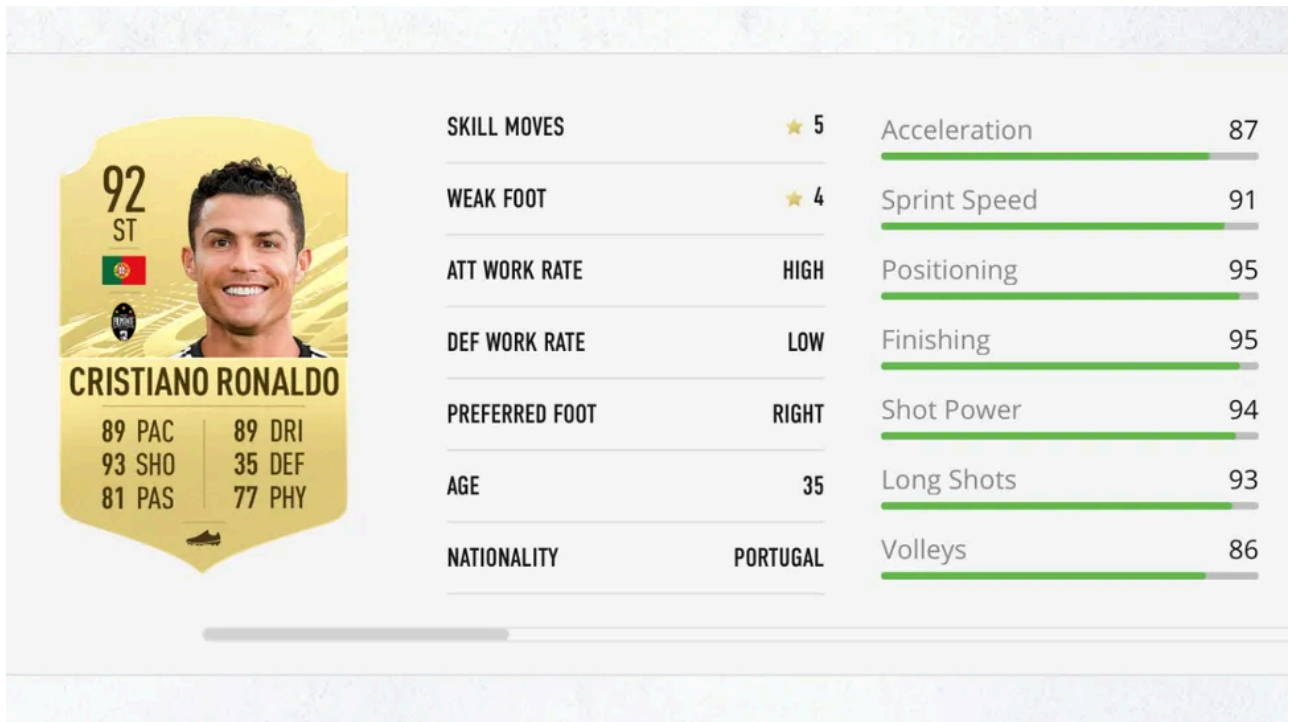 92
ST
CRISTIANO RONALDO
89 PAC 89 DRI
93 SHO 35 DEF
81 PAS 77 PHY
SKILL MOVES 5
WEAK FOOT 4
ATT WORK RATE HIGH
DEF WORK RATE LOW
PREFERRED FOOT RIGHT
AGE 35
NATIONALITY PORTUGAL
Acceleration 87
Sprint Speed 91
Positioning 95
Finishing 95
Shot Power 94
Long Shots 93
Volleys 86